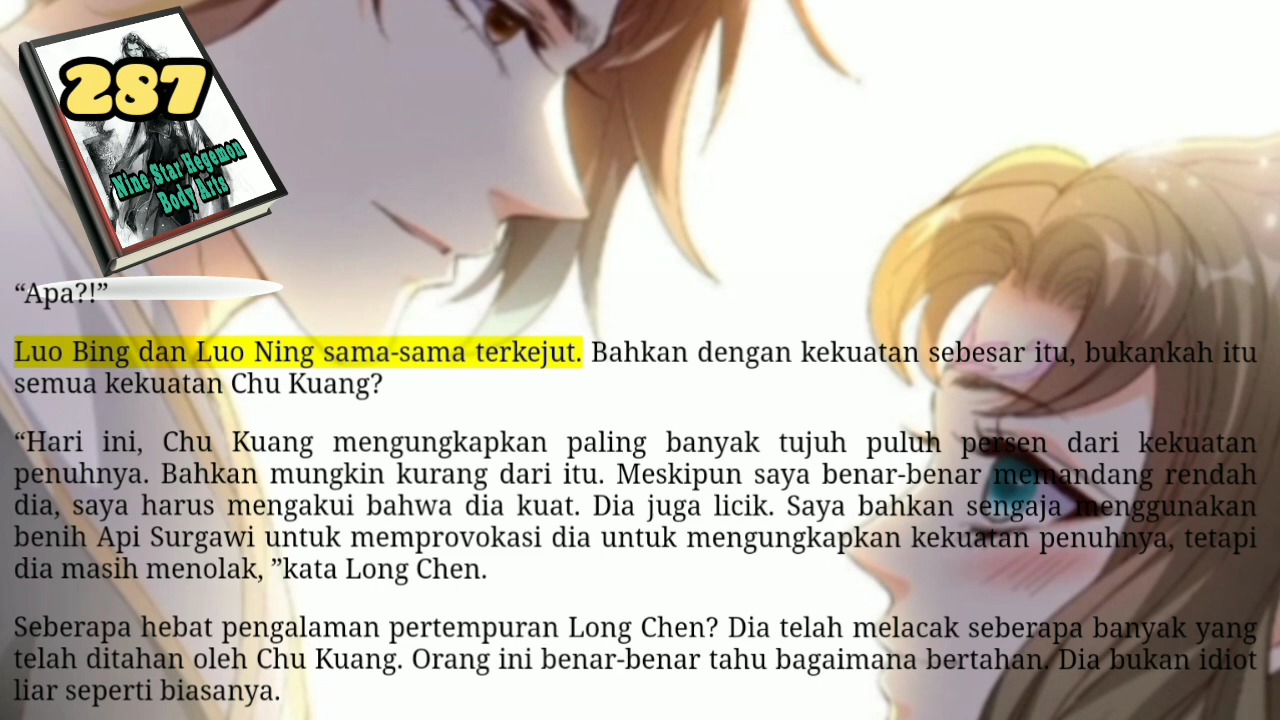 287
Nine Star Hegemon
Body Arts
“Apa?!”
Luo Bing dan Luo Ning sama-sama terkejut. Bahkan dengan kekuatan sebesar itu, bukankah itu
semua kekuatan Chu Kuang?
“Hari ini, Chu Kuang mengungkapkan paling banyak tujuh puluh persen dari kekuatan
penuhnya. Bahkan mungkin kurang dari itu. Meskipun saya benar-benar memandang rendah
dia, saya harus mengakui bahwa dia kuat. Dia juga licik. Saya bahkan sengaja menggunakan
benih Api Surgawi untuk memprovokasi dia untuk mengungkapkan kekuatan penuhnya, tetapi
dia masih menolak, ”kata Long Chen.
Seberapa hebat pengalaman pertempuran Long Chen? Dia telah melacak seberapa banyak yang
telah ditahan oleh Chu Kuang. Orang ini benar-benar tahu bagaimana bertahan. Dia bukan idiot
liar seperti biasanya.